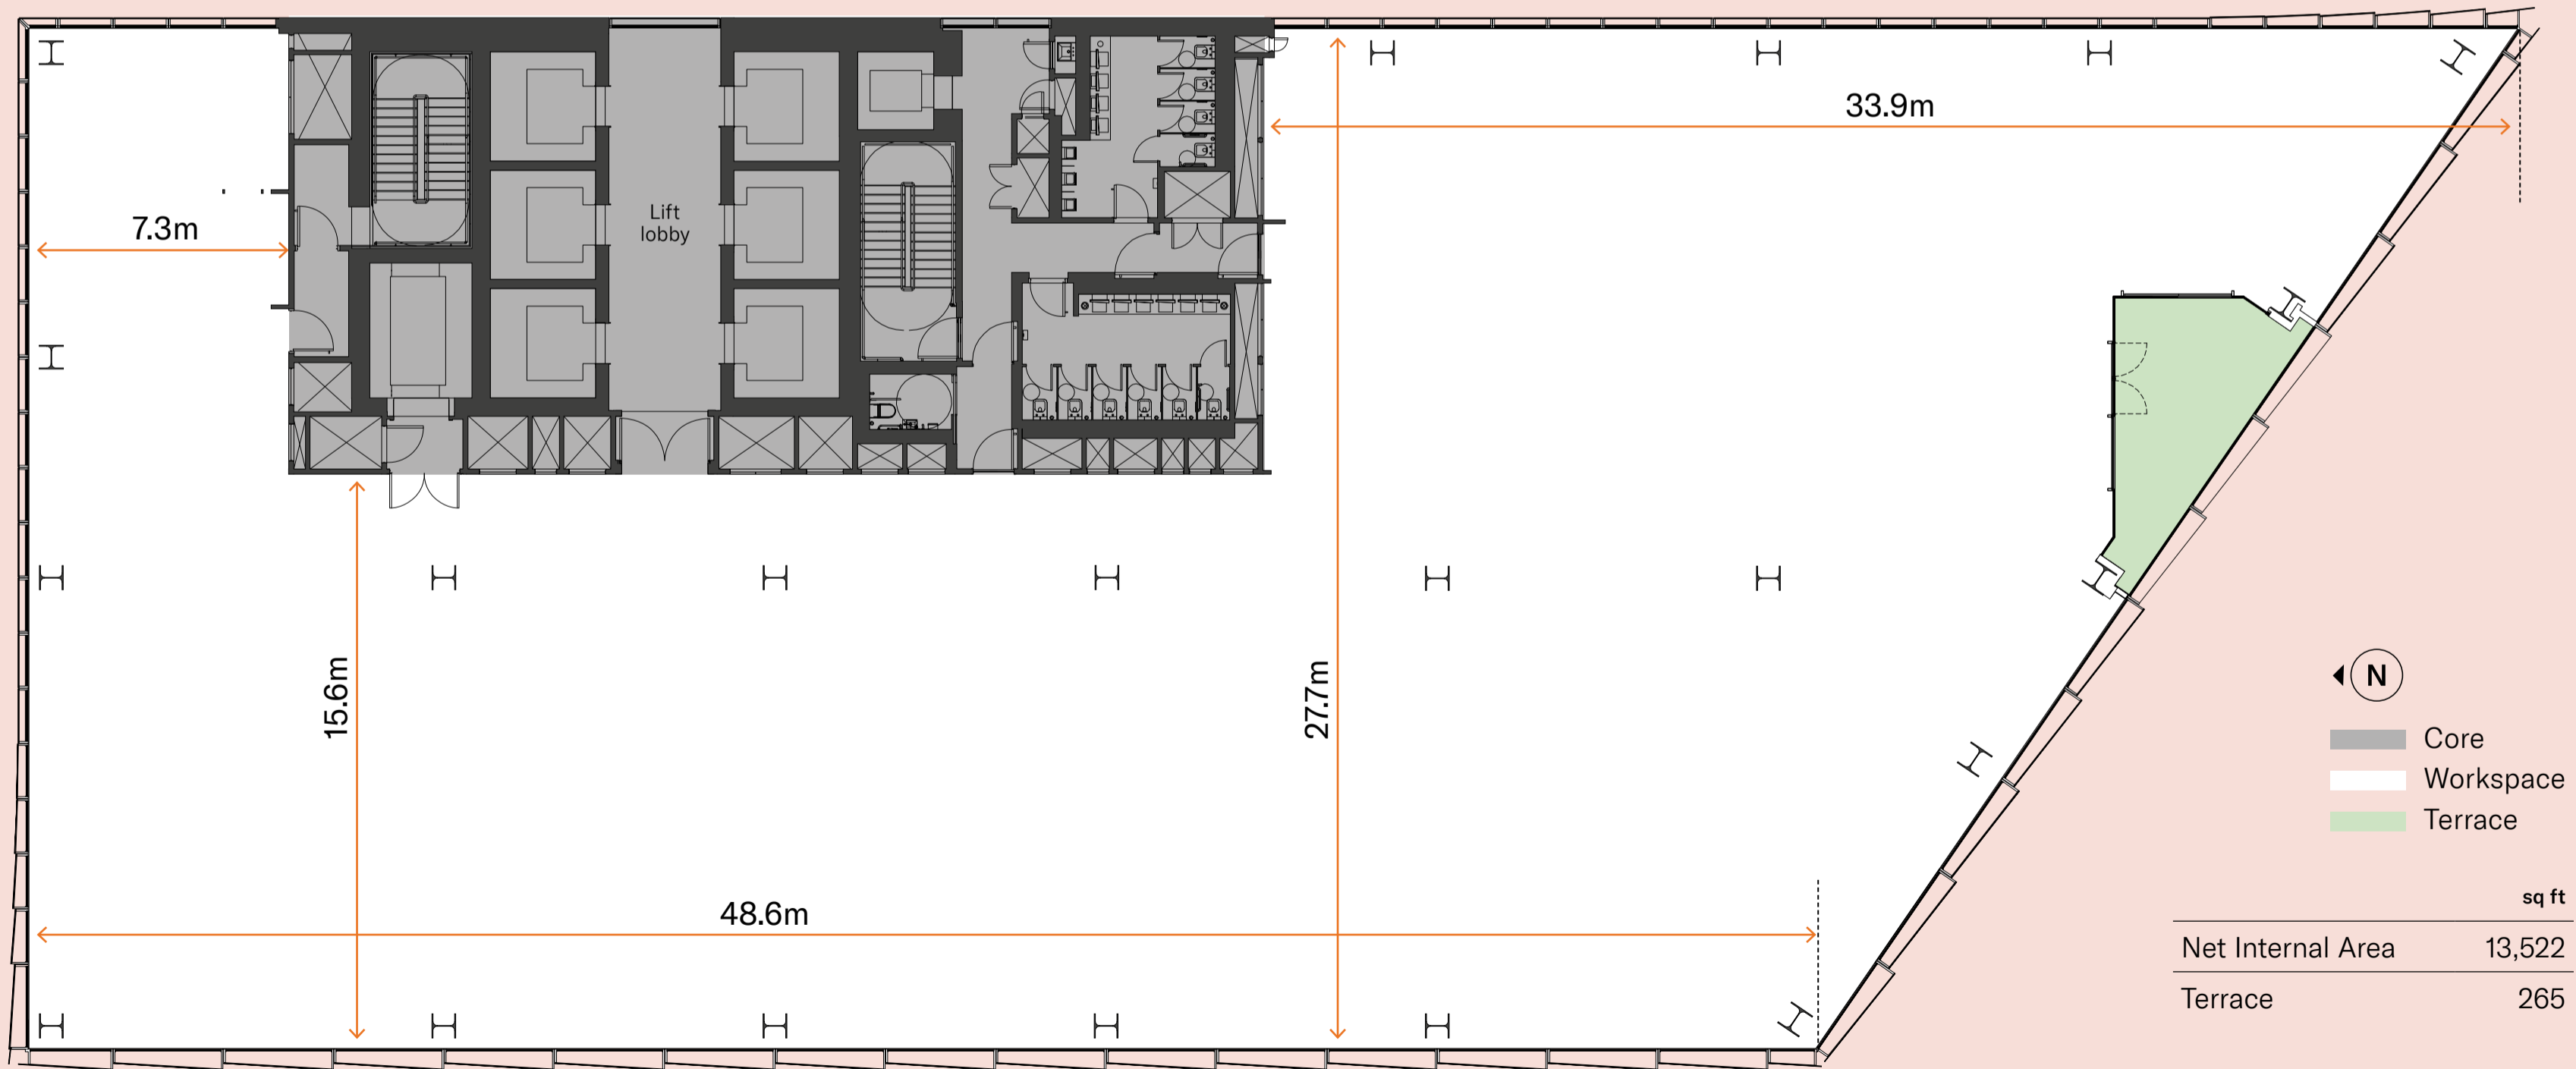 33.9m
Lift
lobby
7.3m
15.6m
27.7m
N
Core
Workspace
Terrace
48.6m
sq ft
Net Internal Area 13,522
Terrace 265